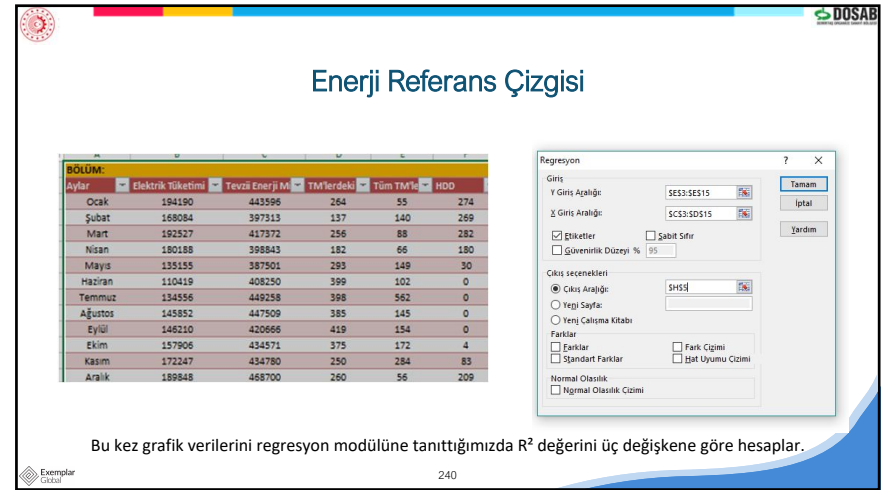 DOSAB
Enerji Referans Çizgisi
BÖLÜM:
Aylar Elektrik Tüketimi Tevzii Enerji Mi TM'lerdeki Tüm TM'le HDD
Ocak 194190 443596 264 55 274
Şubat 168084 397313 137 140 269
Mart 192526 417372 256 88 282
Nisan 180188 398843 182 66 180
Mayıs 135155 387501 293 149 30
Haziran 110419 408250 399 102 0
Temmuz 134556 449258 398 562 0
Ağustos 145852 447509 385 145 0
Eylül 146210 420666 419 154 0
Ekim 157906 434571 375 172 4
Kasım 172247 434780 250 284 83
Aralık 189848 468700 260 56 209
Regresyon ? ×
Giriş
Y Giriş Aralığı: $E$3:$E$15
X Giriş Aralığı: $C$3:$D$15
Etiketler Sabit Sıfır
Güvenirlik Düzeyi % 95
Çıkış seçenekleri
Çıkış Aralığı: $H$5
Yeni Sayfa:
Yeni Çalışma Kitabı
Farklar
Farklar Fark Çizimi
Standart Farklar Hat Uyumu Çizimi
Normal Olasılık
Normal Olasılık Çizimi
Tamam
İptal
Yardım
Bu kez grafik verilerini regresyon modülüne tanıttığımızda R² değerini üç değişkene göre hesaplar.
Exemplar
Global
240